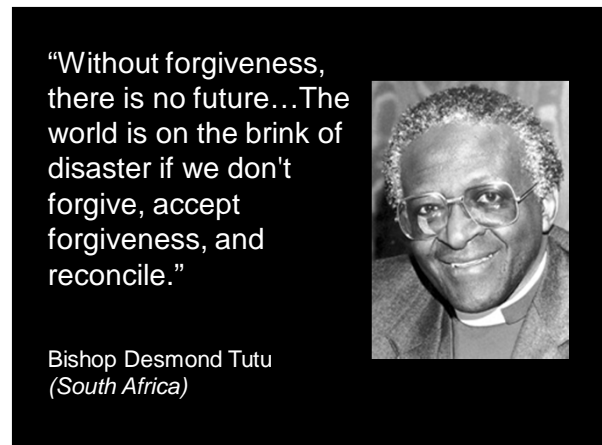 “Without forgiveness,
there is no future…The
world is on the brink of
disaster if we don't
forgive, accept
forgiveness, and
reconcile.”
Bishop Desmond Tutu
(South Africa)